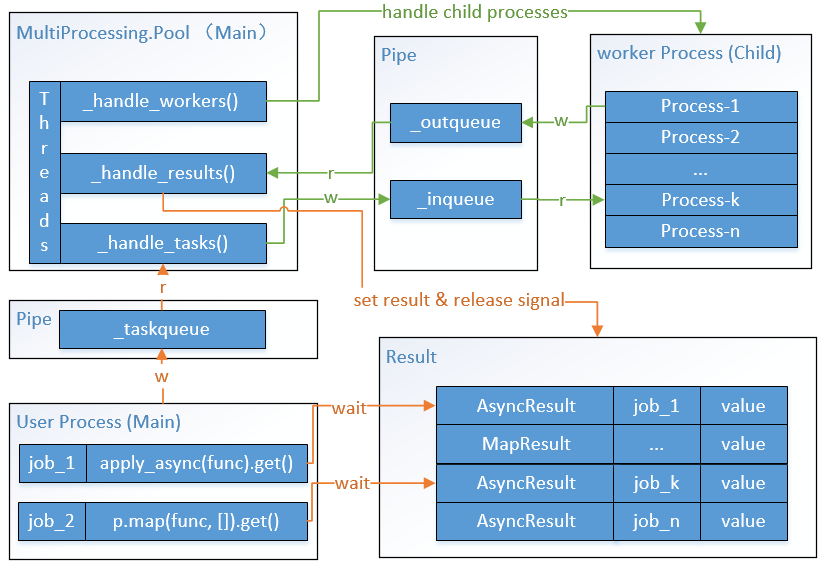 handle child processes
MultiProcessing.Pool （Main）
Threads
_handle_workers()
_handle_results()
_handle_tasks()
Pipe
_outqueue
_inqueue
w
r
w
r
worker Process (Child)
Process-1
Process-2
...
Process-k
Process-n
r
set result & release signal
Pipe
_taskqueue
w
User Process (Main)
job_1 apply_async(func).get()
job_2 p.map(func, []).get()
wait
wait
Result
AsyncResult job_1 value
MapResult ... value
AsyncResult job_k value
AsyncResult job_n value